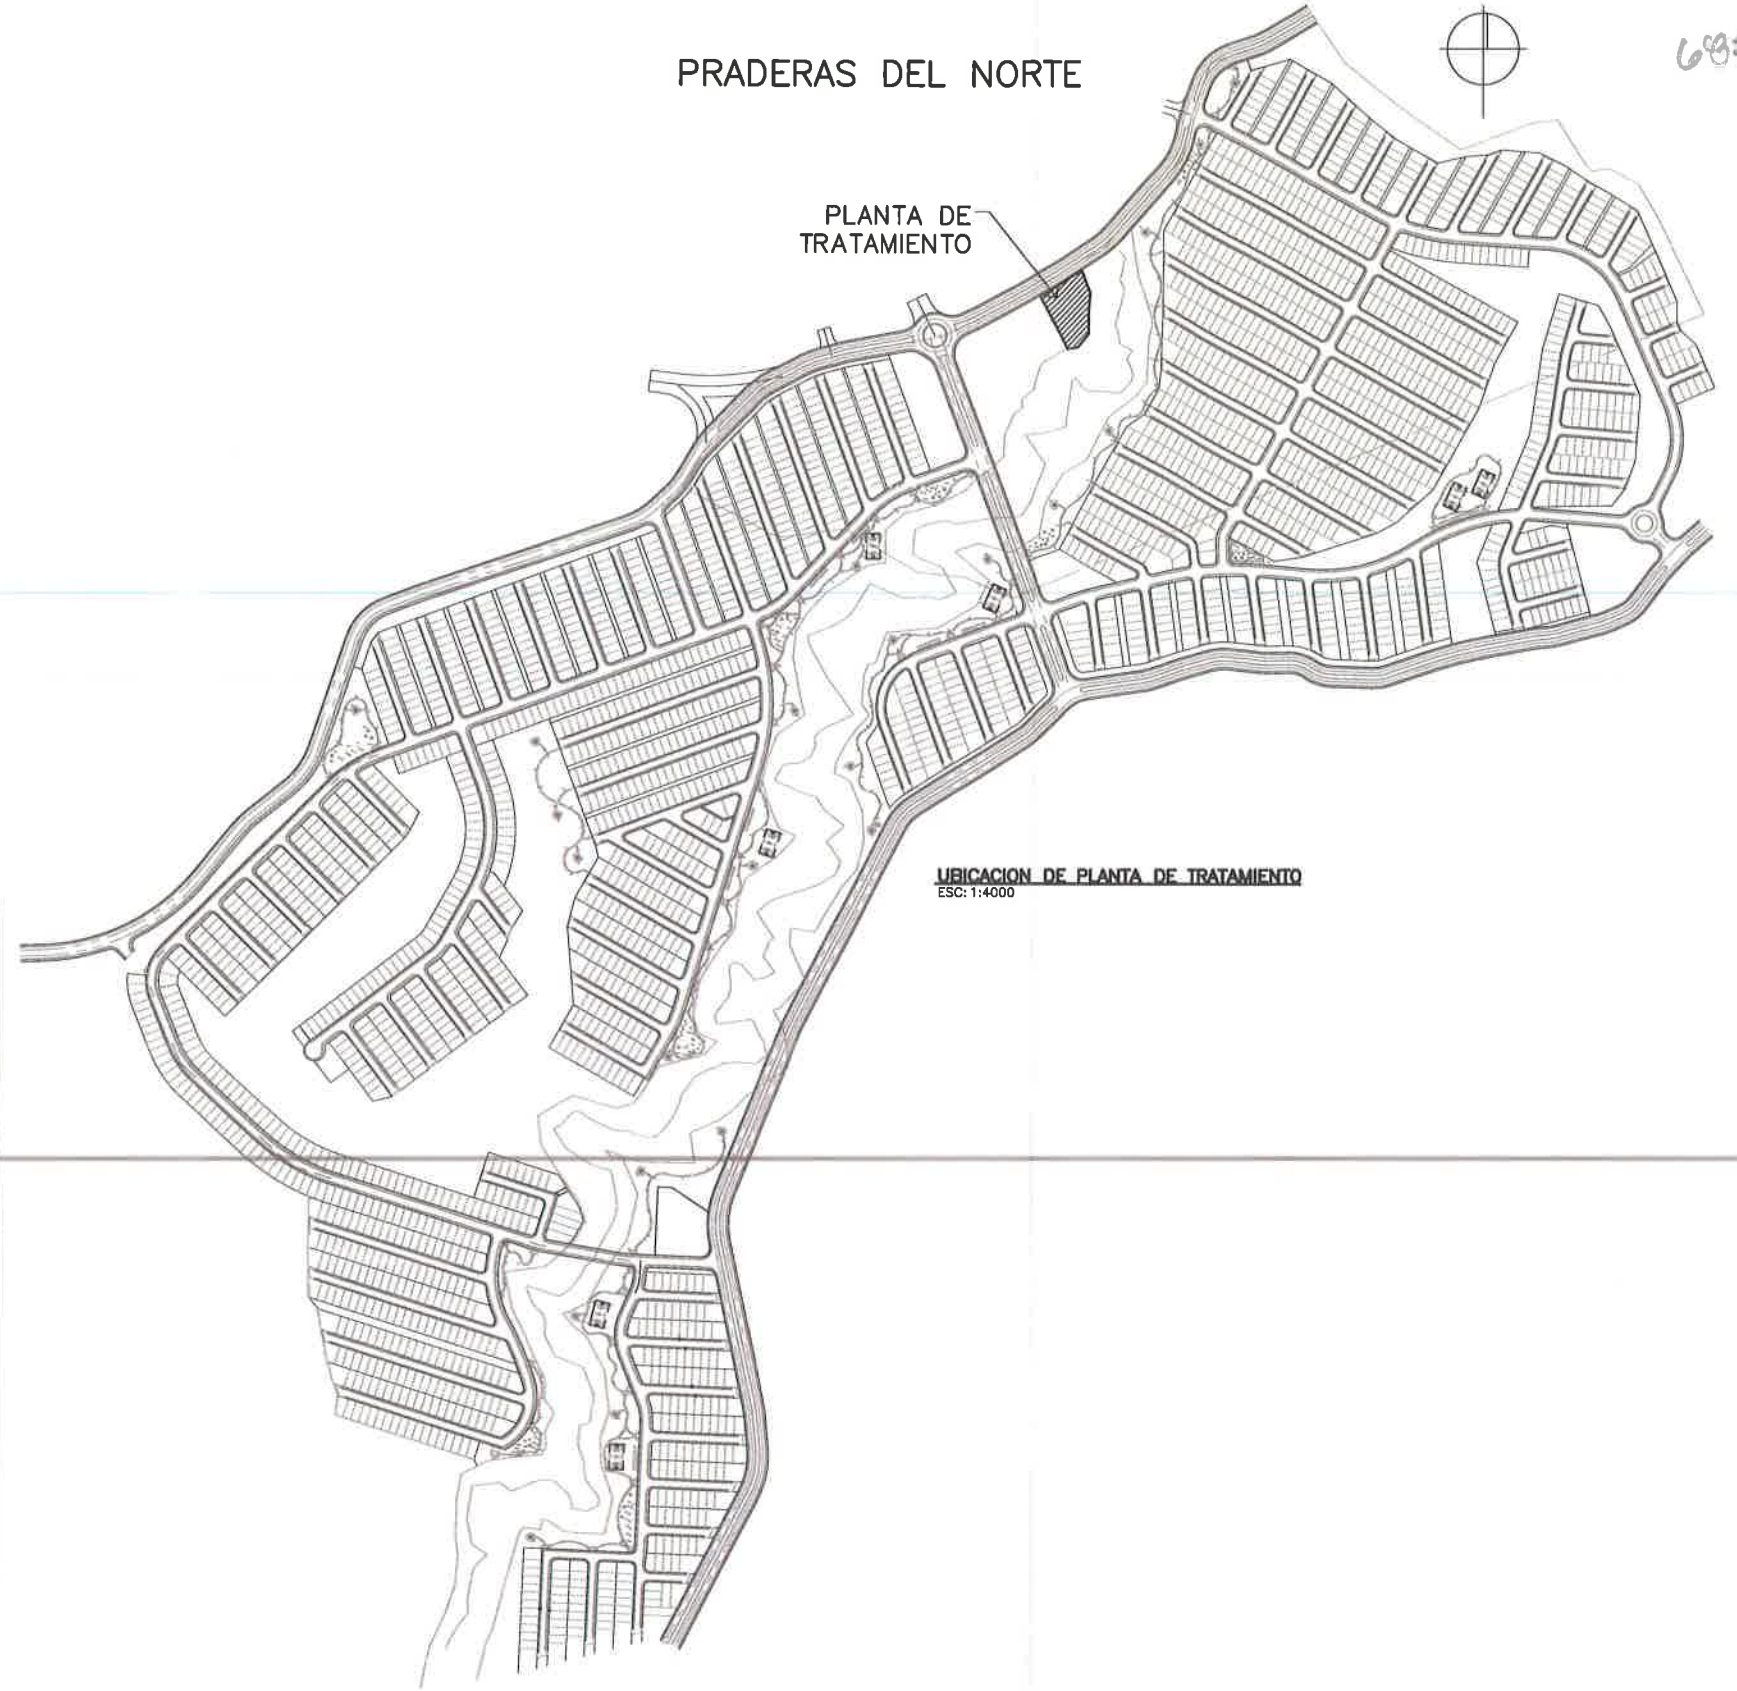 PRADERAS DEL NORTE
PLANTA DE
TRATAMIENTO
UBICACION DE PLANTA DE TRATAMIENTO
ESC: 1:4000